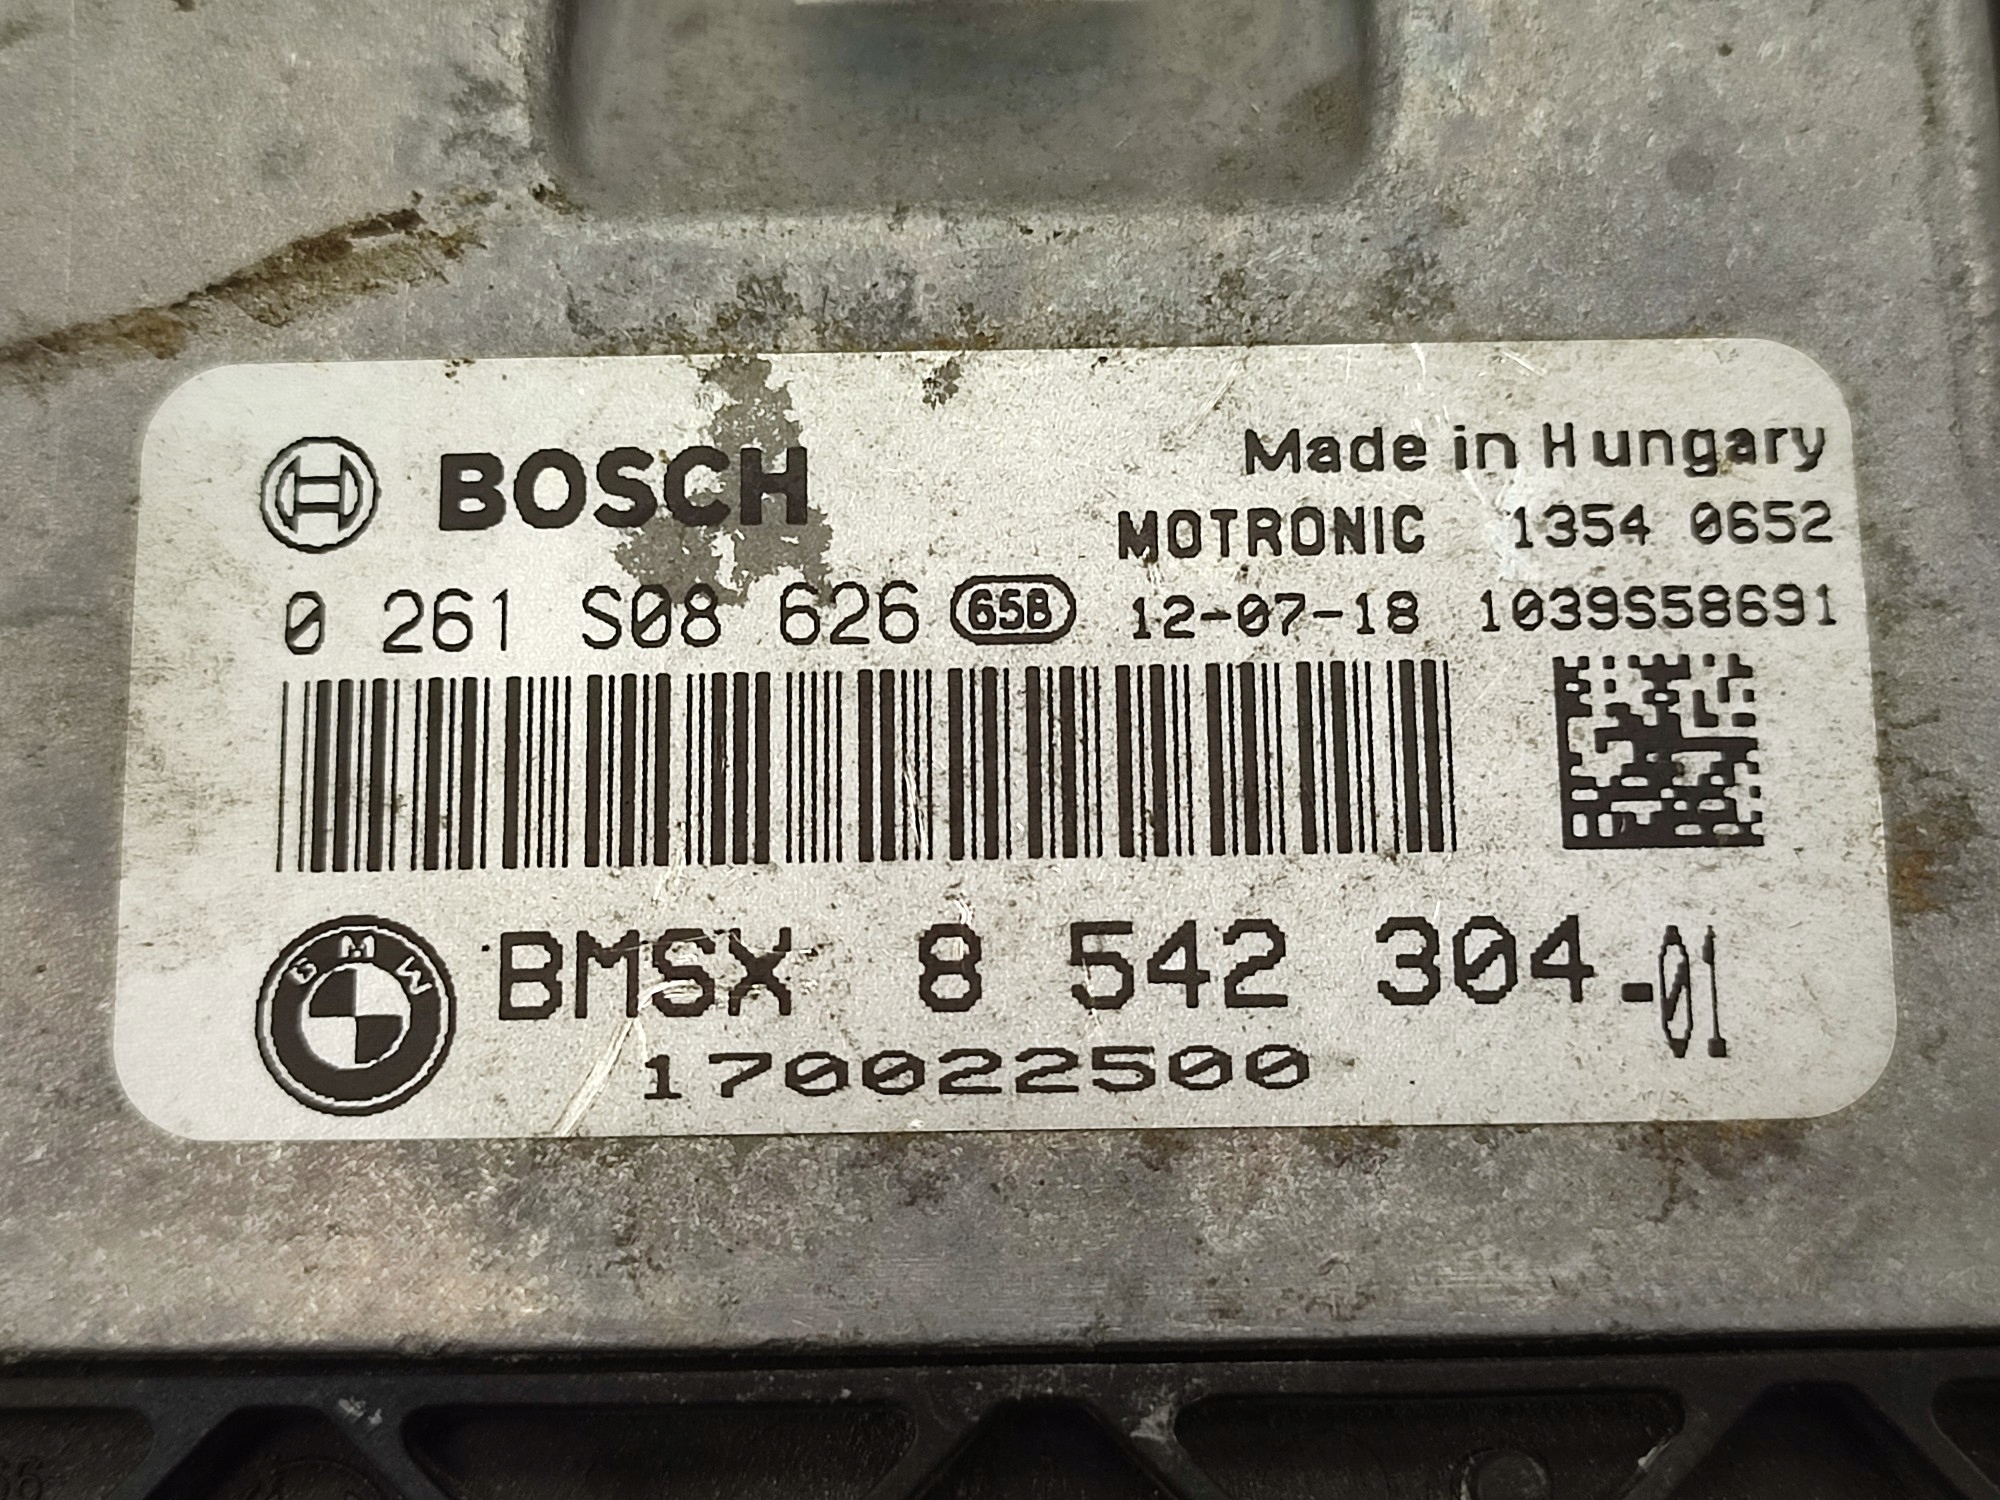 BOSCH
Made in Hungary
MOTRONIC 1354 0652
0 261 S08 626 65B 12-07-18 1039S58691
BMW
BMSX 8 542 304-01
170022500